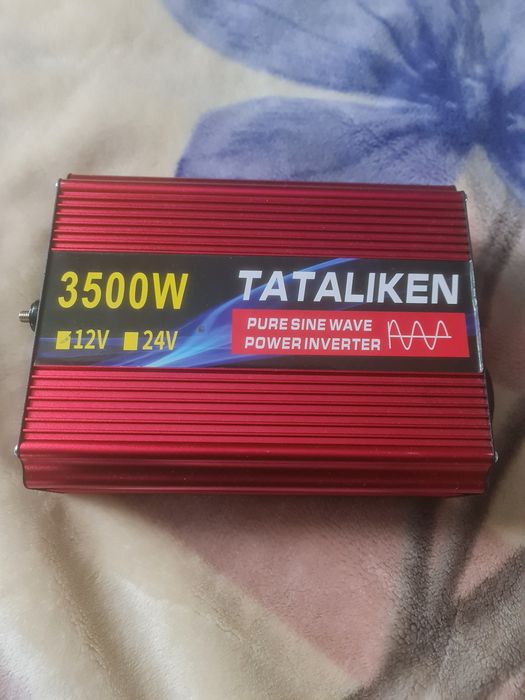 3500W
12V 24V
TATALIKEN
PURE SINE WAVE
POWER INVERTER